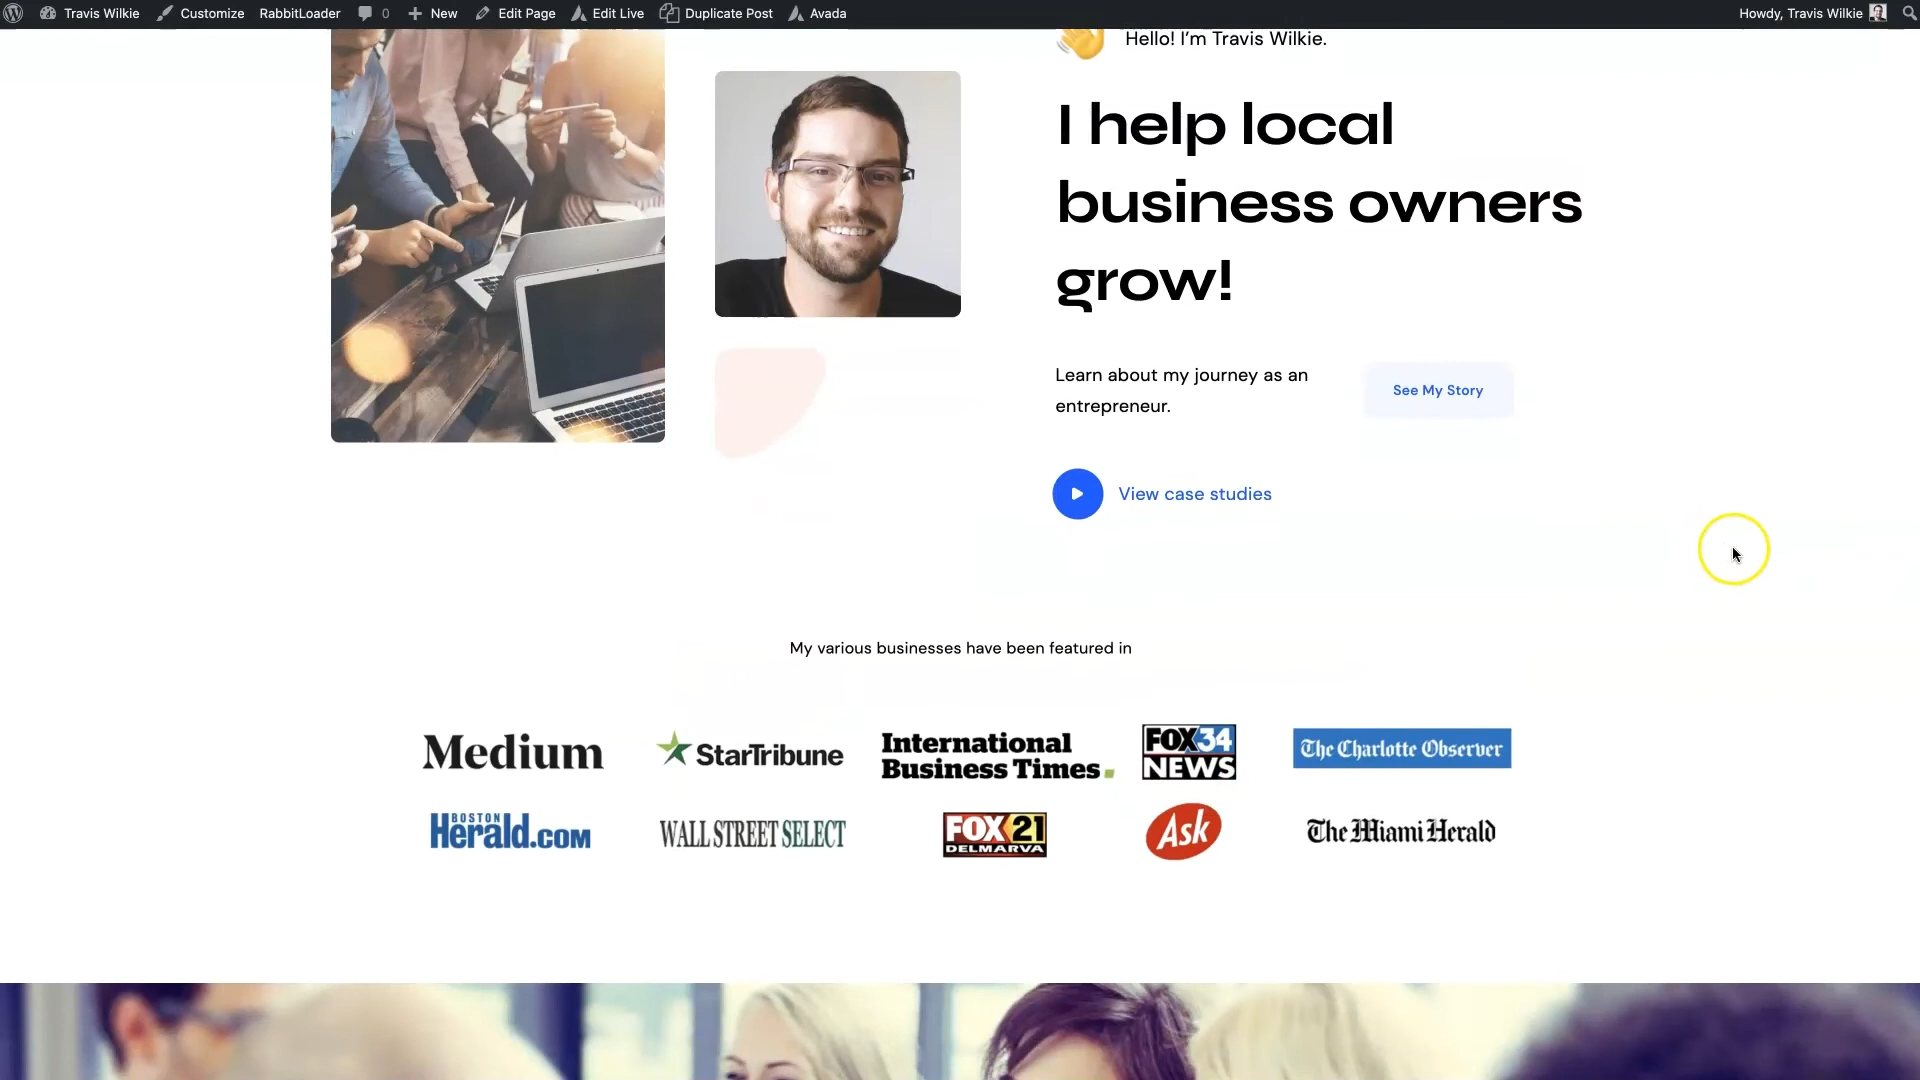 Travis Wilkie Customize RabbitLoader 0 New Edit Page Edit Live Duplicate Post Avada Howdy, Travis Wilkie
Hello! I'm Travis Wilkie.
I help local
business owners
grow!
Learn about my journey as an
entrepreneur.
See My Story
View case studies
My various businesses have been featured in
Medium
StarTribune
International
Business Times.
FOX 34
NEWS
The Charlotte Observer
BOSTON
Herald.COM
WALL STREET SELECT
FOX 21
DELMARVA
Ask
The Miami Herald